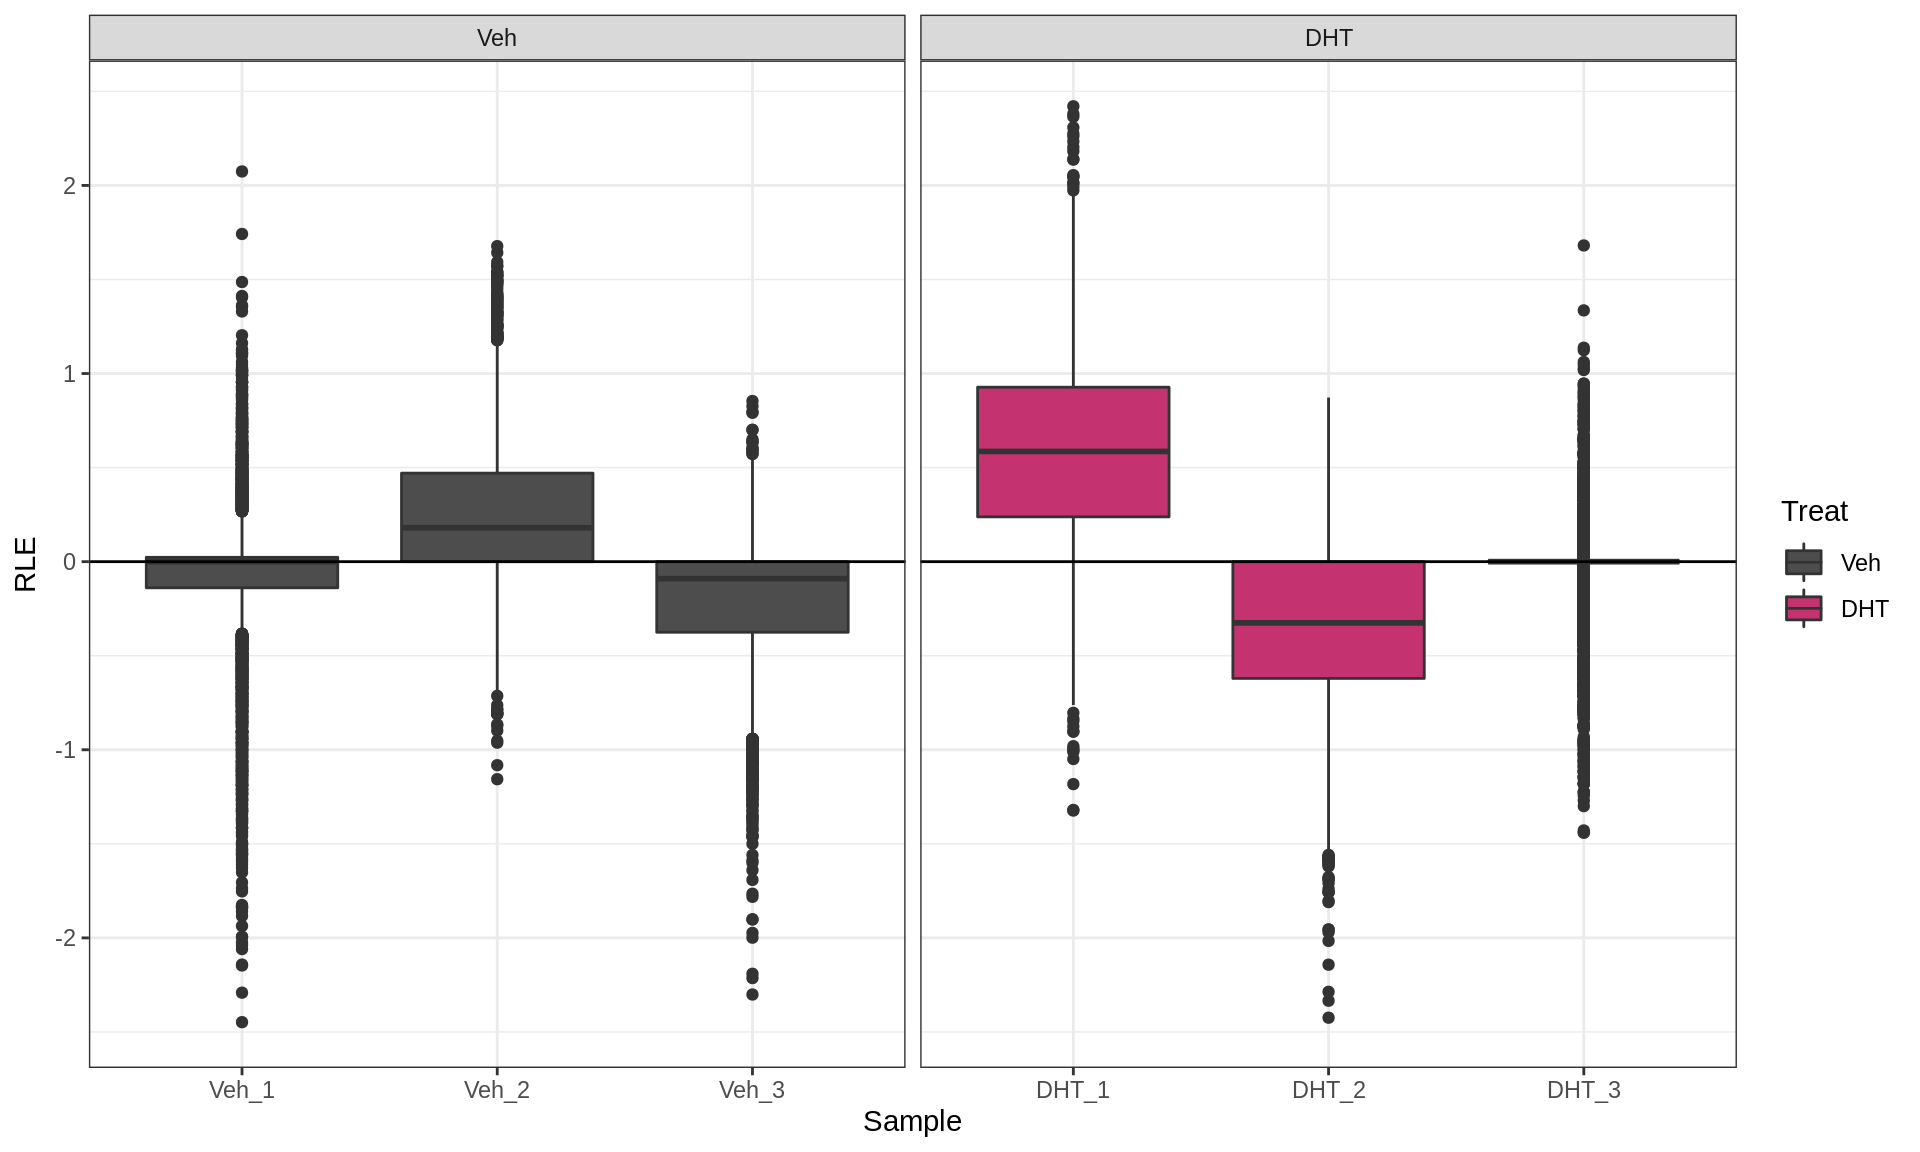 Veh
DHT
RLE
2
1
0
-1
-2
Veh_1
Veh_2
Veh_3
DHT_1
DHT_2
DHT_3
Sample
Treat
Veh
DHT